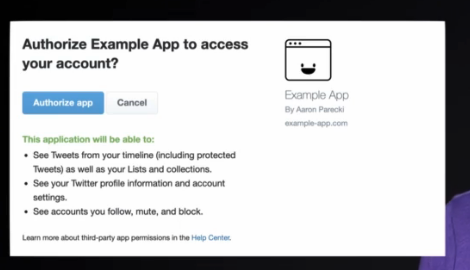 Authorize Example App to access
your account?
Authorize app
Cancel
This application will be able to:
• See Tweets from your timeline (including protected
Tweets) as well as your Lists and collections.
• See your Twitter profile information and account
settings.
• See accounts you follow, mute, and block.
Learn more about third-party app permissions in the Help Center.
Example App
By Aaron Parecki
example-app.com